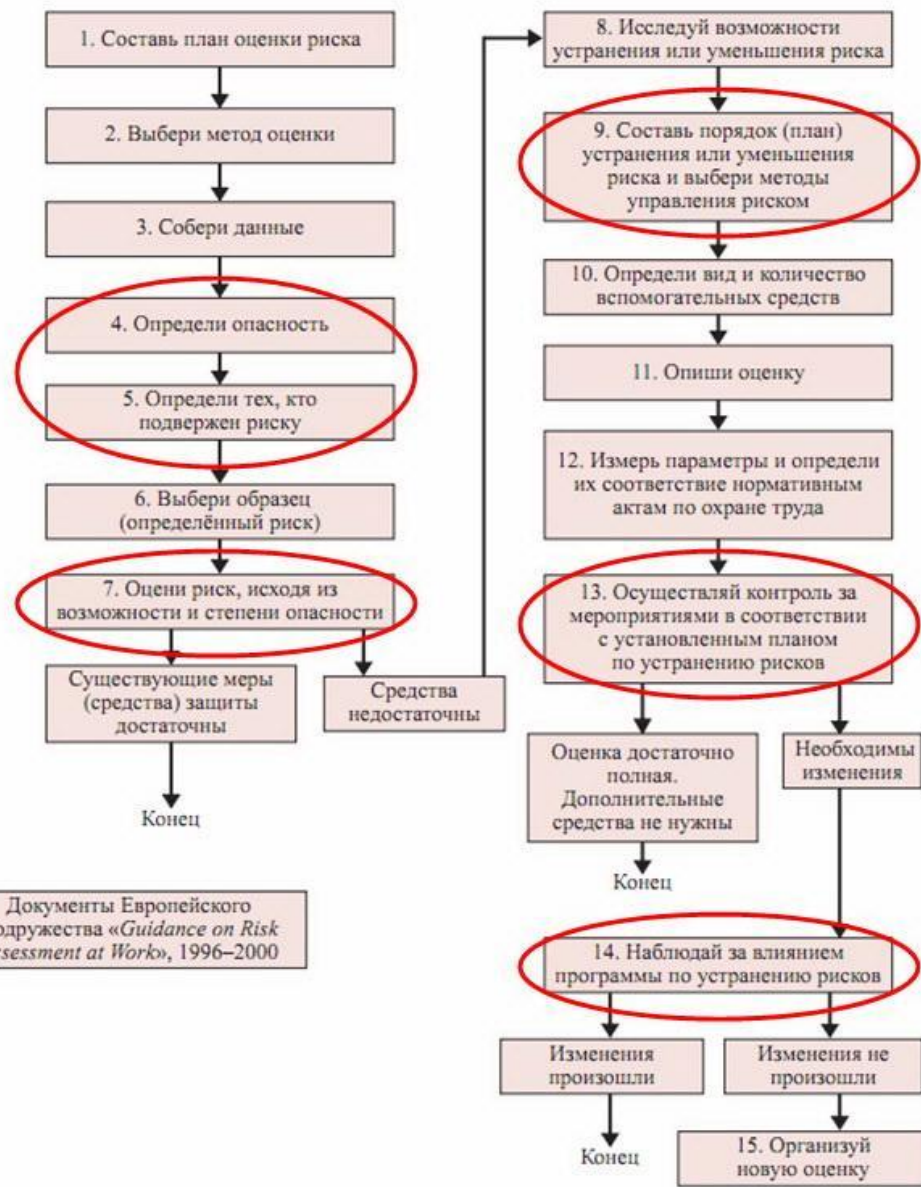 1. Составь план оценки риска
2. Выбери метод оценки
3. Собери данные
4. Определи опасность
5. Определи тех, кто
подвержен риску
6. Выбери образец
(определённый риск)
7. Оцени риск, исходя из
возможности и степени опасности
Существующие меры
(средства) защиты
достаточны
Средства
недостаточны
Конец
Документы Европейского
одружества «Guidance on Risk
sessment at Work», 1996–2000
8. Исследуй возможности
устранения или уменьшения риска
9. Составь порядок (план)
устранения или уменьшения
риска и выбери методы
управления риском
10. Определи вид и количество
вспомогательных средств
11. Опиши оценку
12. Измерь параметры и определи
их соответствие нормативным
актам по охране труда
13. Осуществляй контроль за
мероприятиями в соответствии
с установленным планом
по устранению рисков
Оценка достаточно
полная.
Дополнительные
средства не нужны
Необходимы
изменения
Конец
14. Наблюдай за влиянием
программы по устранению рисков
Изменения
произошли
Изменения не
произошли
Конец
15. Организуй
новую оценку